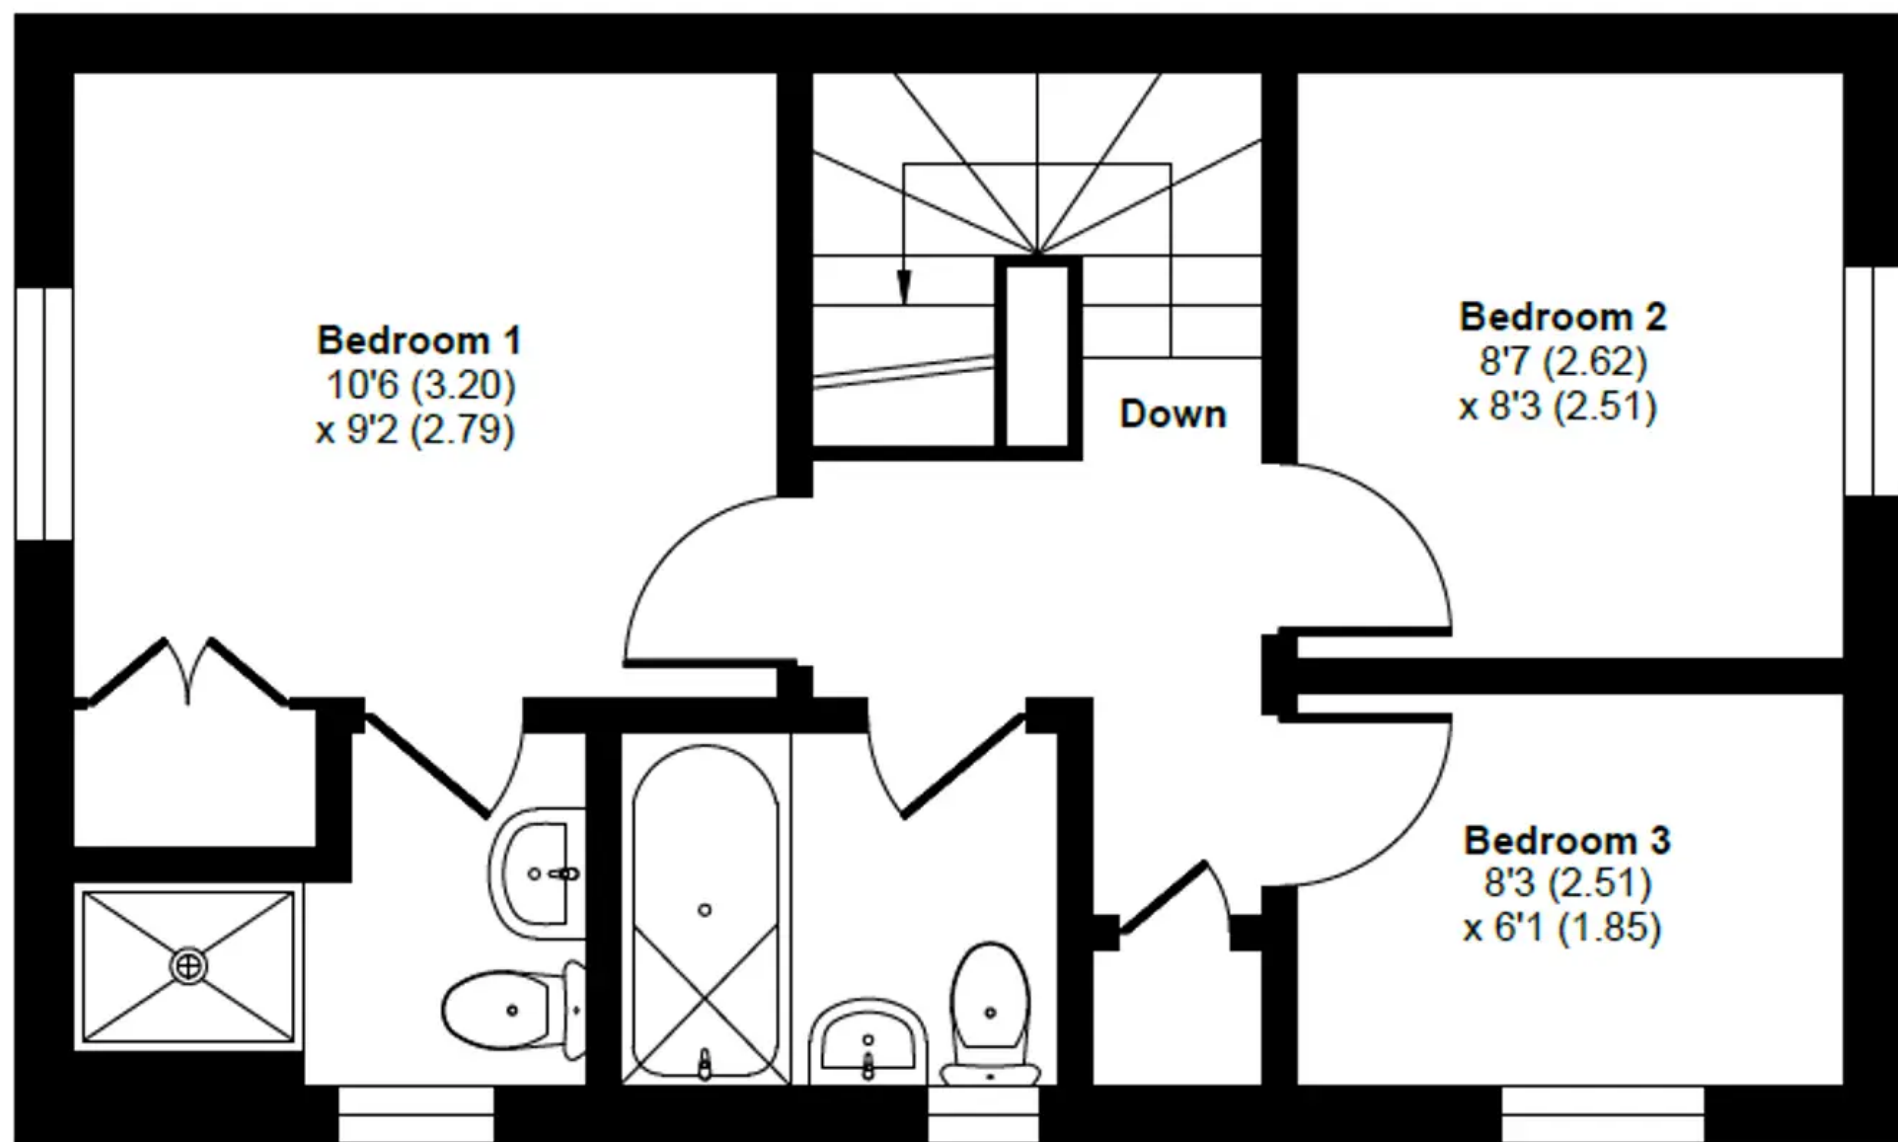 Bedroom 1
10'6 (3.20)
x 9'2 (2.79)
Down
Bedroom 2
8'7 (2.62)
x 8'3 (2.51)
Bedroom 3
8'3 (2.51)
x 6'1 (1.85)